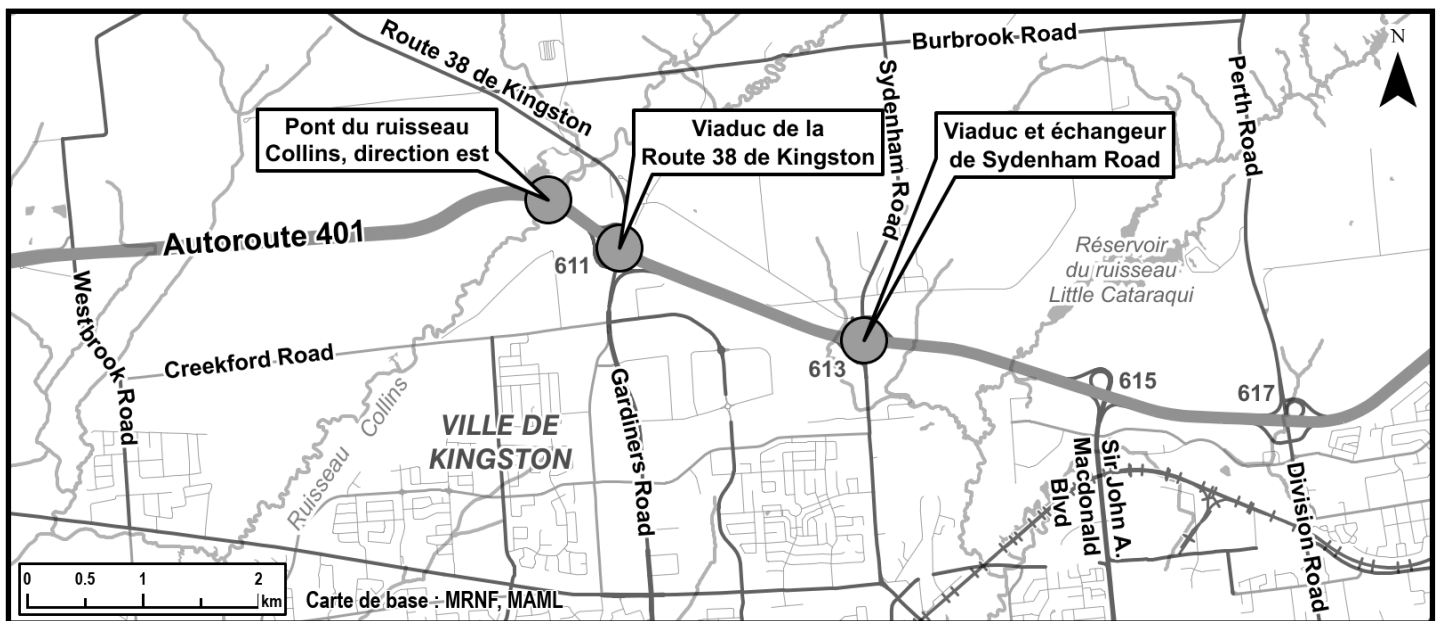 Route 38 de Kingston
Burbrook Road
N
Sydenham Road
Perth Road
Pont du ruisseau
Collins, direction est
Viaduc de la
Route 38 de Kingston
Viaduc et échangeur
de Sydenham Road
Autoroute 401
611
Réservoir
du ruisseau
Little Cataraqui
Westbrook Road
Creekford Road
613
615
617
Ruisseau Collins
VILLE DE
KINGSTON
Gardiners Road
Sir John A.
Macdonald
Blvd
Division Road
0 0.5 1 2
km
Carte de base : MRNF, MAML